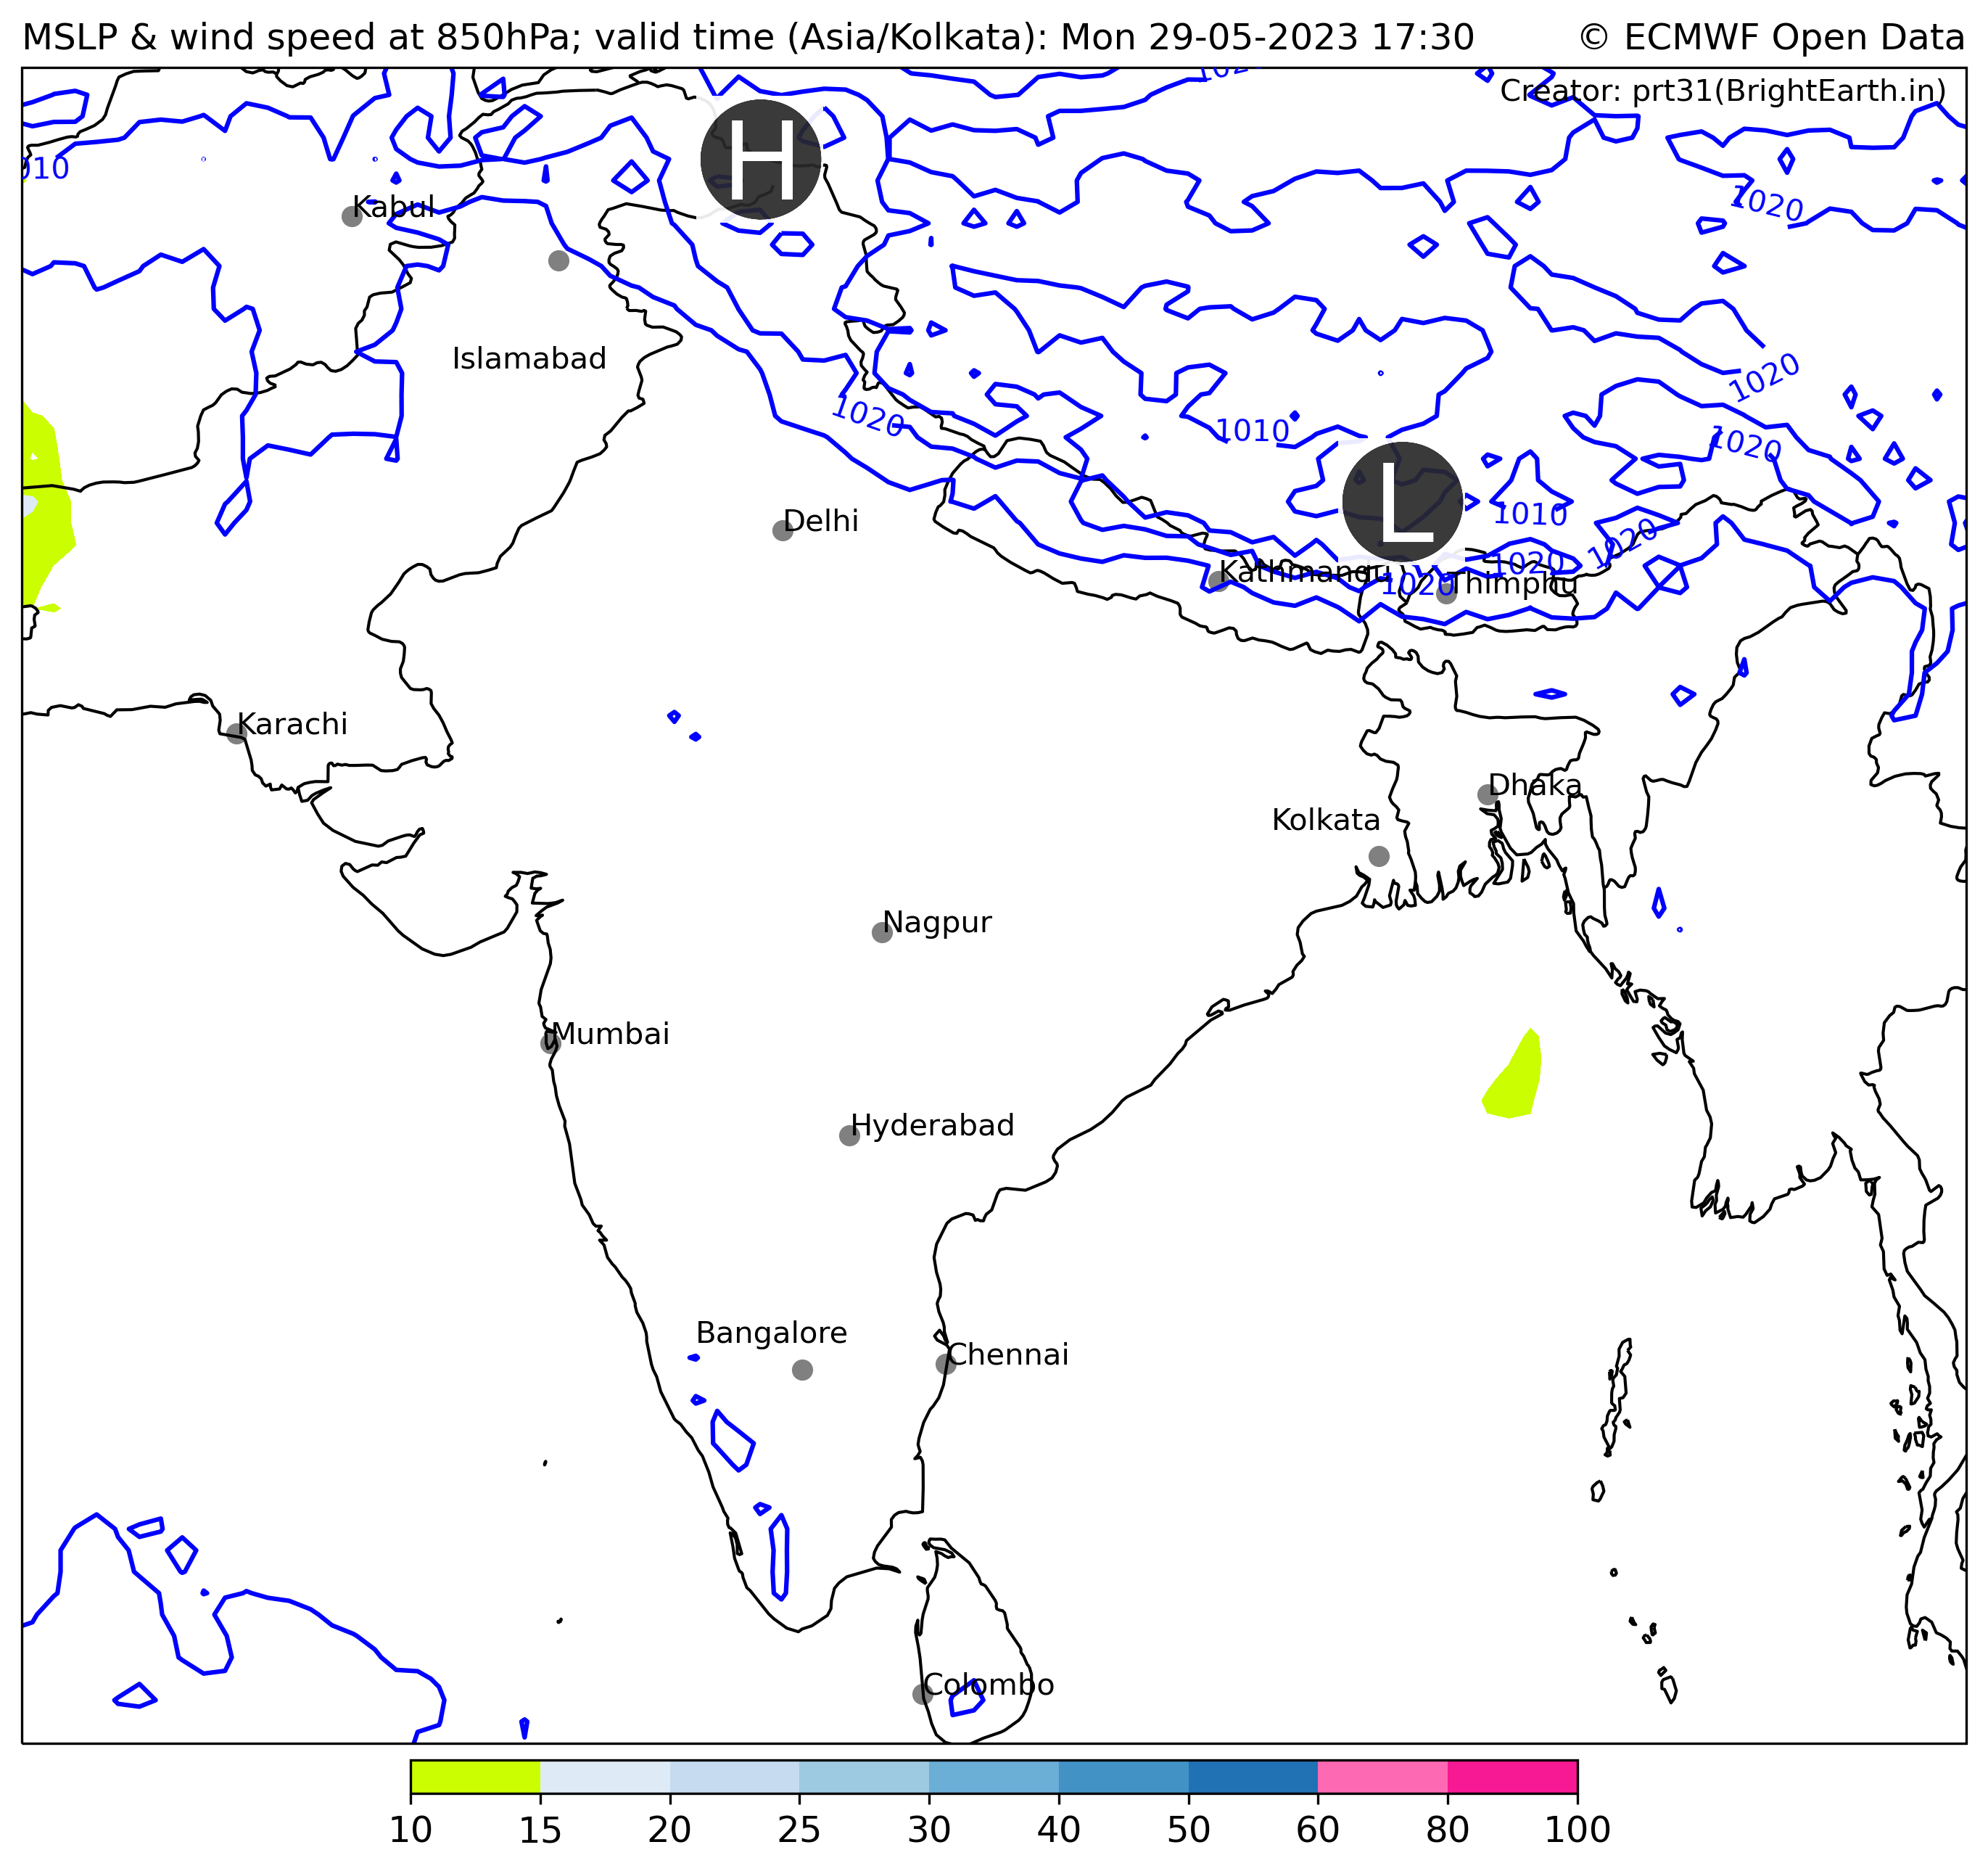 MSLP & wind speed at 850hPa; valid time (Asia/Kolkata): Mon 29-05-2023 17:30 © ECMWF Open Data
Creator: prt31(BrightEarth.in)
H
1020
Kabul
Islamabad
1020
1020
1010
1020
L
1010
Delhi
1020
1020
Kathmandu
1020
Thimphu
Karachi
Dhaka
Kolkata
Nagpur
Mumbai
Hyderabad
Bangalore
Chennai
Colombo
10 15 20 25 30 40 50 60 80 100